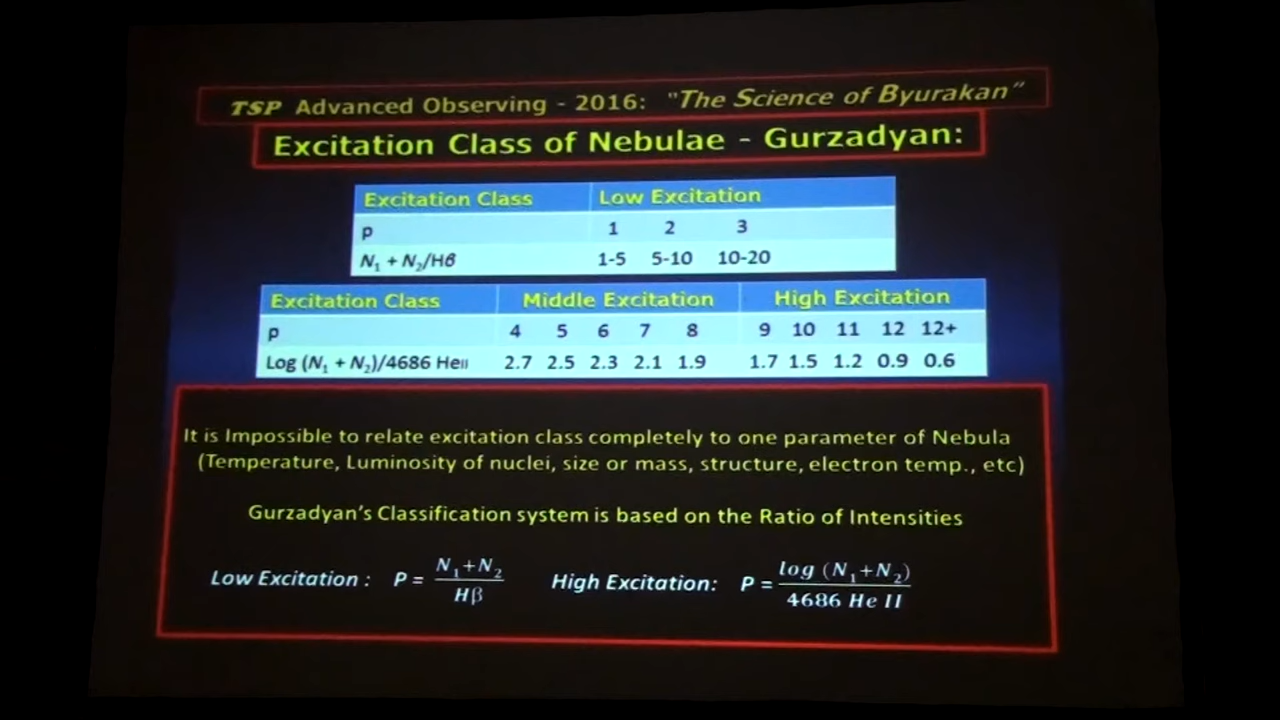 TSP Advanced Observing - 2016: "The Science of Byurakan"
Excitation Class of Nebulae - Gurzadyan:
Excitation Class Low Excitation
p 1 2 3
N₁ + N₂/Hβ 1-5 5-10 10-20
Excitation Class Middle Excitation High Excitation
p 4 5 6 7 8 9 10 11 12 12+
Log (N₁ + N₂)/4686 HeII 2.7 2.5 2.3 2.1 1.9 1.7 1.5 1.2 0.9 0.6
It is Impossible to relate excitation class completely to one parameter of Nebula
(Temperature, Luminosity of nuclei, size or mass, structure, electron temp., etc)
Gurzadyan's Classification system is based on the Ratio of Intensities
Low Excitation : P = N₁+N₂ / Hβ High Excitation: P = log (N₁+N₂) / 4686 He II